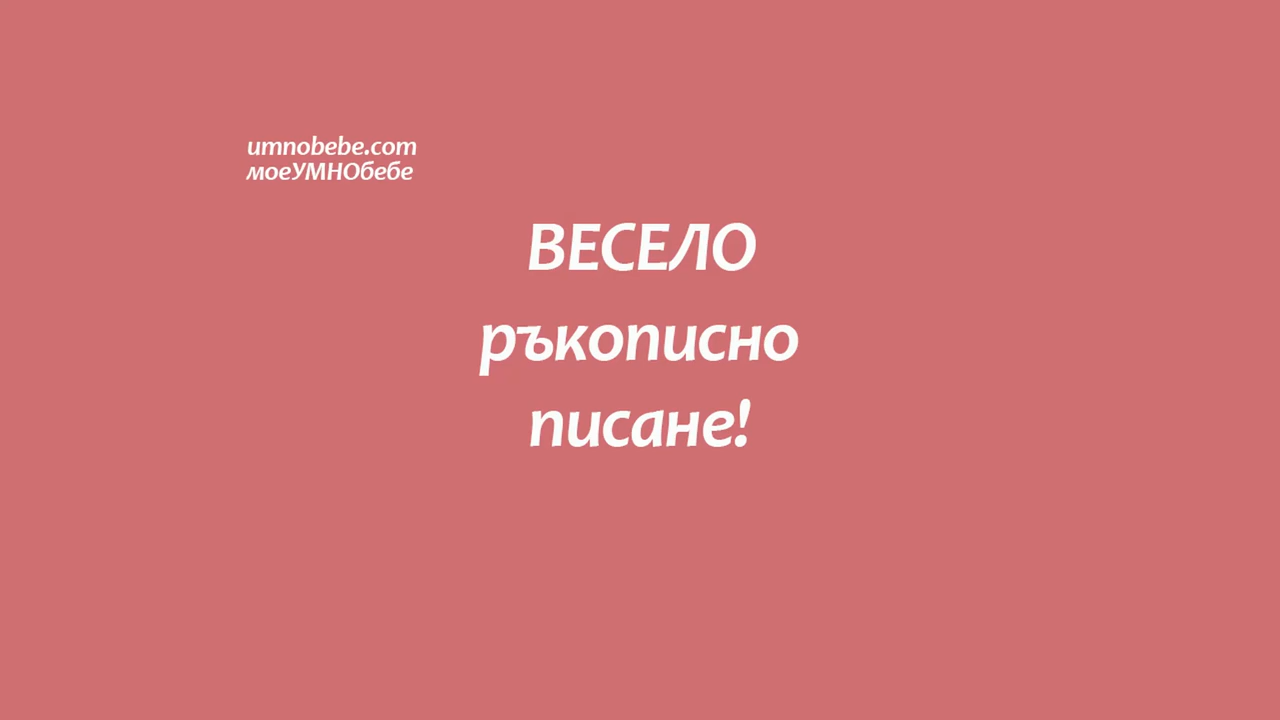 umnobebe.com
моеУМНОбебе
ВЕСЕЛО
ръкописно
писане!